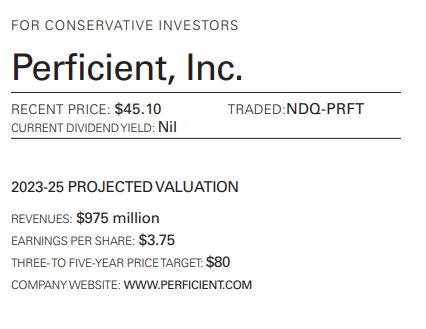 FOR CONSERVATIVE INVESTORS
Perficient, Inc.
RECENT PRICE: $45.10 TRADED:NDQ-PRFT
CURRENT DIVIDEND YIELD: Nil
2023-25 PROJECTED VALUATION
REVENUES: $975 million
EARNINGS PER SHARE: $3.75
THREE-TO FIVE-YEAR PRICE TARGET: $80
COMPANY WEBSITE: WWW.PERFICIENT.COM